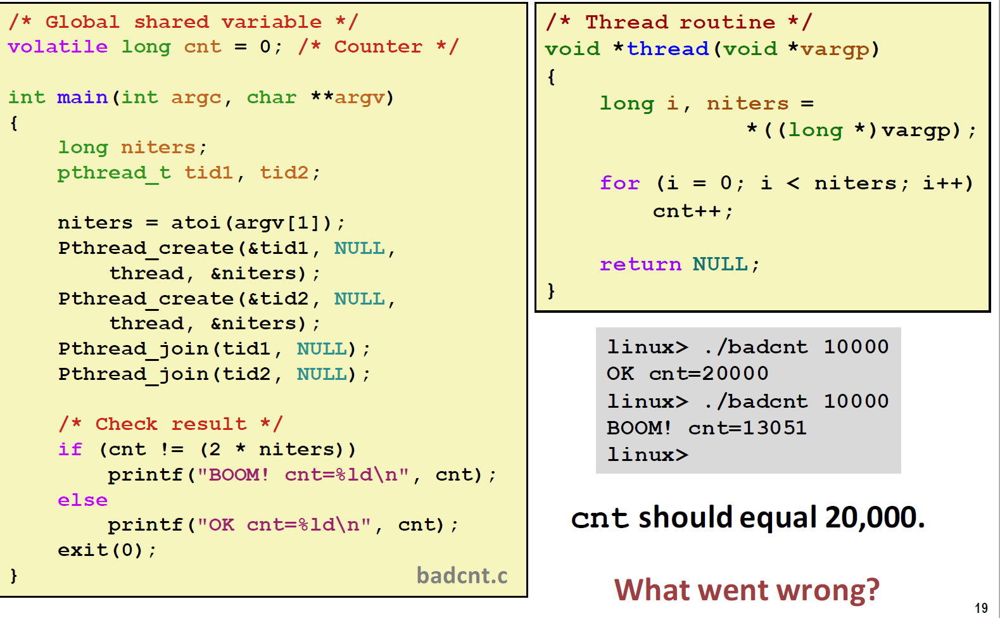 /* Global shared variable */
volatile long cnt = 0; /* Counter */
int main(int argc, char **argv)
{
    long niters;
    pthread_t tid1, tid2;
    niters = atoi(argv[1]);
    Pthread_create(&tid1, NULL,
        thread, &niters);
    Pthread_create(&tid2, NULL,
        thread, &niters);
    Pthread_join(tid1, NULL);
    Pthread_join(tid2, NULL);
    /* Check result */
    if (cnt != (2 * niters))
        printf("BOOM! cnt=%ld\n", cnt);
    else
        printf("OK cnt=%ld\n", cnt);
    exit(0);
}
badcnt.c
/* Thread routine */
void *thread(void *vargp)
{
    long i, niters =
               *((long *)vargp);
    for (i = 0; i < niters; i++)
        cnt++;
    return NULL;
}
linux> ./badcnt 10000
OK cnt=20000
linux> ./badcnt 10000
BOOM! cnt=13051
linux>
cnt should equal 20,000.
What went wrong?
19